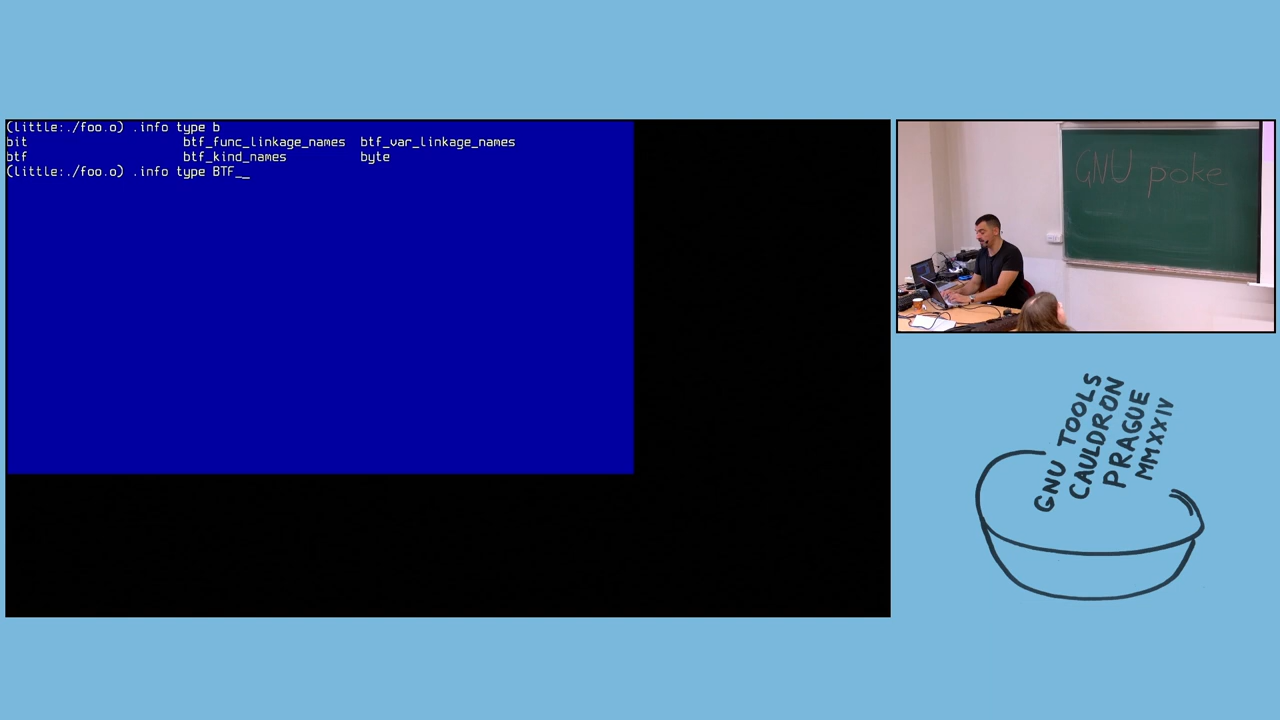 (little:./foo.o) .info type b
bit btf_func_linkage_names btf_var_linkage_names
btf btf_kind_names byte
(little:./foo.o) .info type BTF_
GNU poke
GNU TOOLS
CAULDRON
PRAGUE
MMXXIV